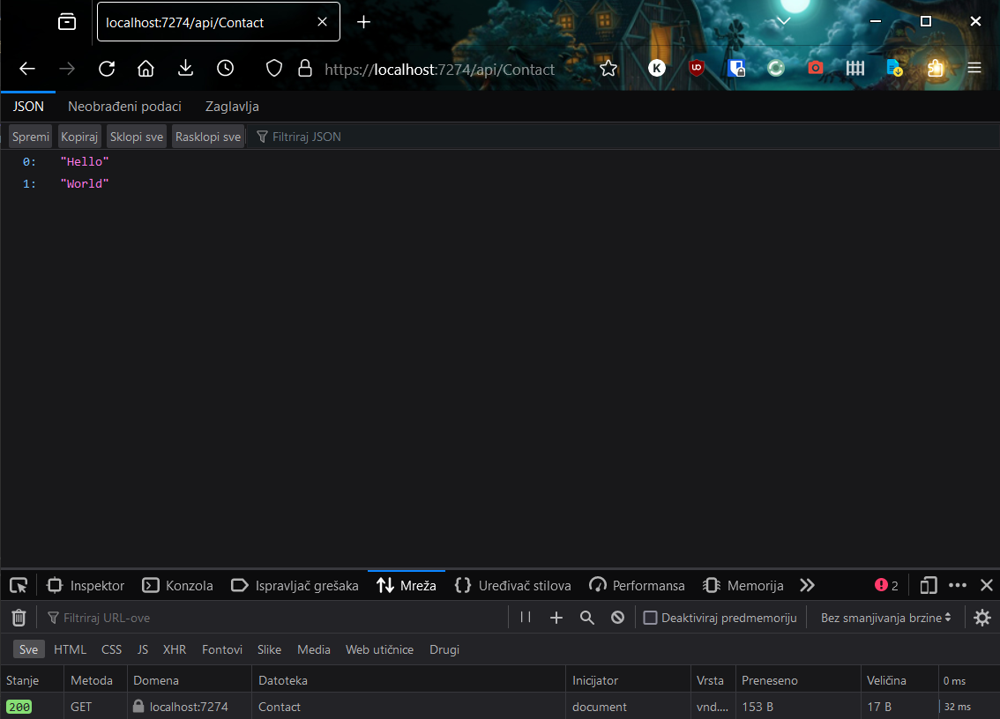 localhost:7274/api/Contact
https://localhost:7274/api/Contact
K
UD
JSON Neobrađeni podaci Zaglavlja
Spremi Kopiraj Sklopi sve Rasklopi sve Filtriraj JSON
0: "Hello"
1: "World"
Inspektor Konzola Ispravljač grešaka Mreža Uređivač stilova Performansa Memorija 2
Filtriraj URL-ove Deaktiviraj predmemoriju Bez smanjivanja brzine
Sve HTML CSS JS XHR Fontovi Slike Media Web utičnice Drugi
Stanje Metoda Domena Datoteka Inicijator Vrsta Preneseno Veličina 0 ms
200 GET localhost:7274 Contact document vnd.... 153 B 17 B 32 ms